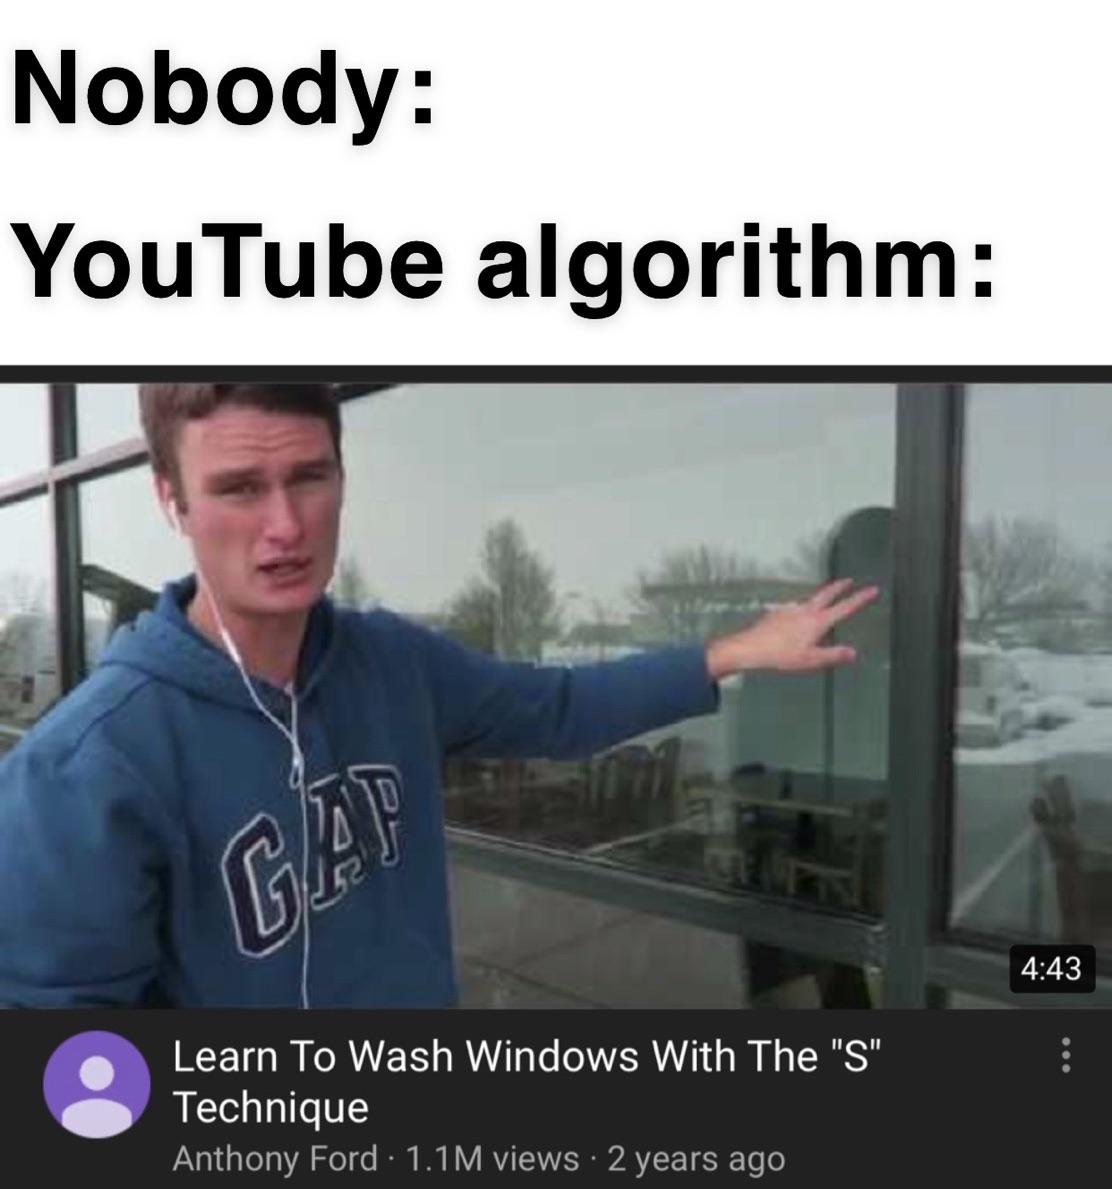 Nobody:
YouTube algorithm:
GAP
4:43
Learn To Wash Windows With The "S"
Technique
Anthony Ford · 1.1M views · 2 years ago